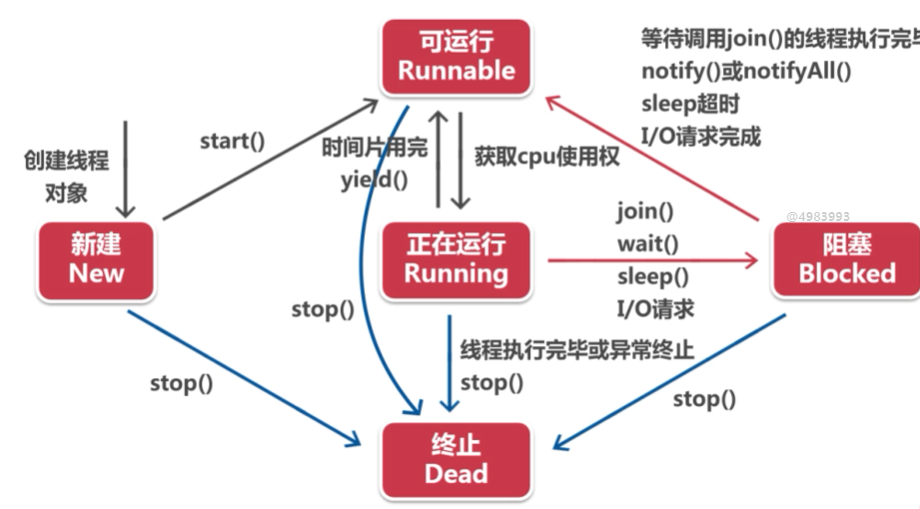 可运行
Runnable
等待调用join()的线程执行完毕
notify()或notifyAll()
sleep超时
I/O请求完成
start()
时间片用完
yield()
获取cpu使用权
创建线程
对象
@4983993
新建
New
正在运行
Running
join()
wait()
sleep()
I/O请求
阻塞
Blocked
stop()
线程执行完毕或异常终止
stop()
stop()
stop()
终止
Dead